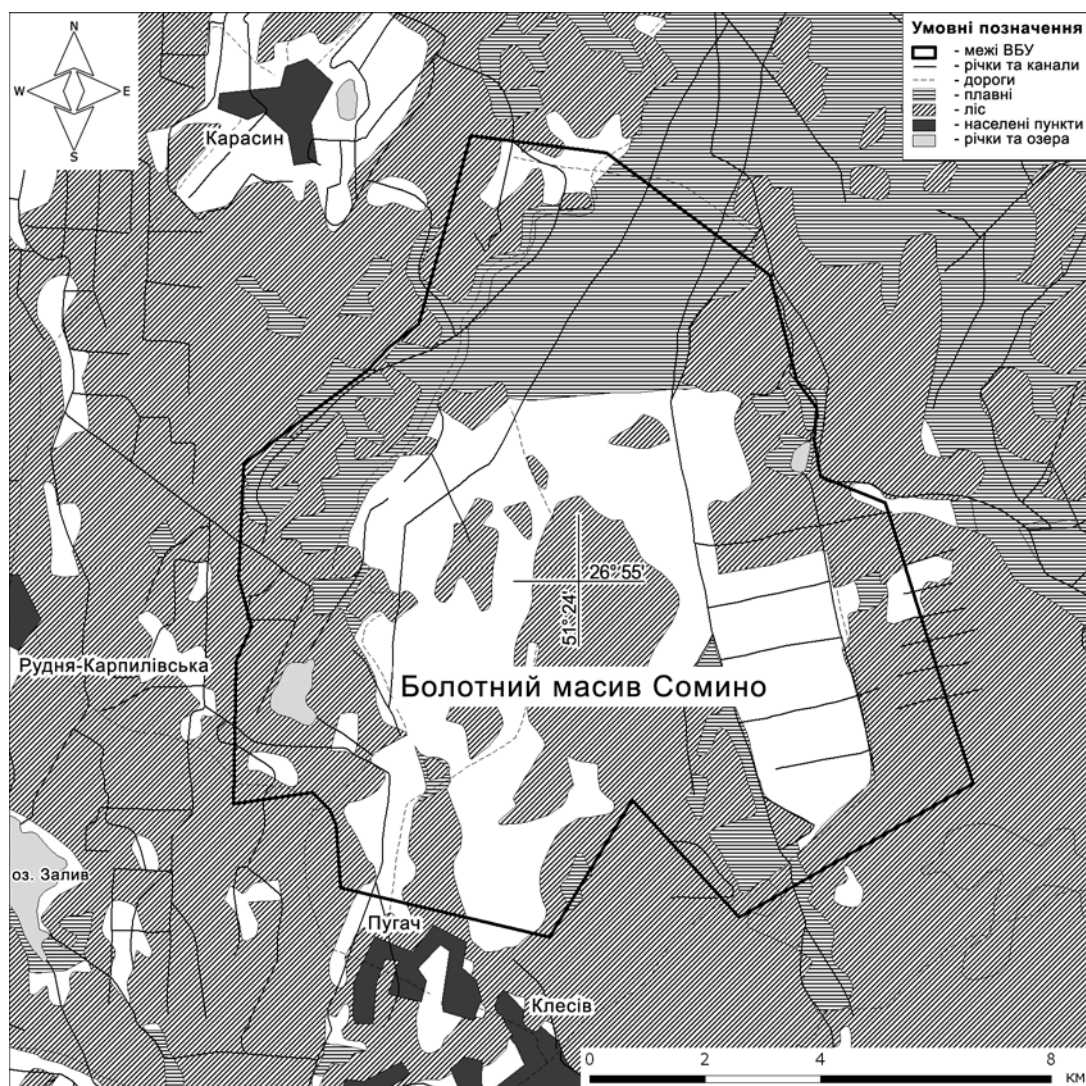 N
W E
S
Умовні позначення
- межі ВБУ
- річки та канали
- дороги
- плавні
- ліс
- населені пункти
- річки та озера
Карасин
26° 55'
51° 24'
Рудня-Карпилівська
Болотний масив Сомино
оз. Залив
Пугач
Клесів
0 2 4 8
км